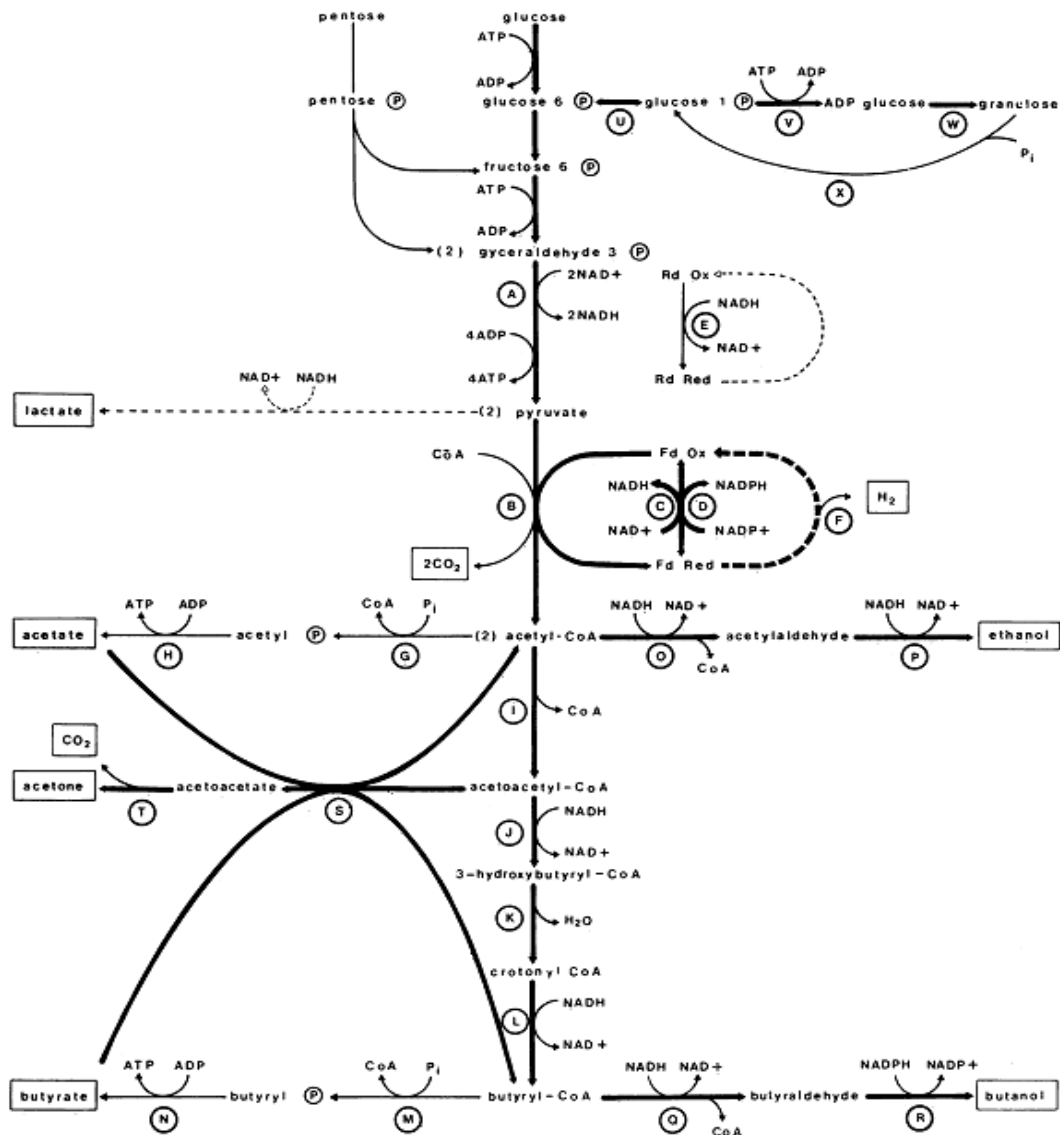 pentose glucose
ATP
ADP
ATP ADP
pentose P glucose 6 P glucose 1 P ADP glucose granulose
U V W
Pi
fructose 6 P
X
ATP
ADP
(2) gyceraldehyde 3 P
2NAD+ Rd Ox
A NADH
2NADH E
4ADP NAD+
4ATP Rd Red
NAD+ NADH
lactate (2) pyruvate
CoA Fd Ox
NADH NADPH H2
B C D F
NAD+ NADP+
2CO2 Fd Red
ATP ADP CoA Pi NADH NAD+ NADH NAD+
acetate acetyl P (2) acetyl-CoA acetylaldehyde ethanol
H G O CoA P
I CoA
CO2
acetone acetoacetate acetoacetyl-CoA
T S
NADH
J
NAD+
3-hydroxybutyryl-CoA
K
H2O
crotonyl CoA
NADH
L
NAD+
ATP ADP CoA Pi NADH NAD+ NADPH NADP+
butyrate butyryl P butyryl-CoA butyraldehyde butanol
N M Q CoA R